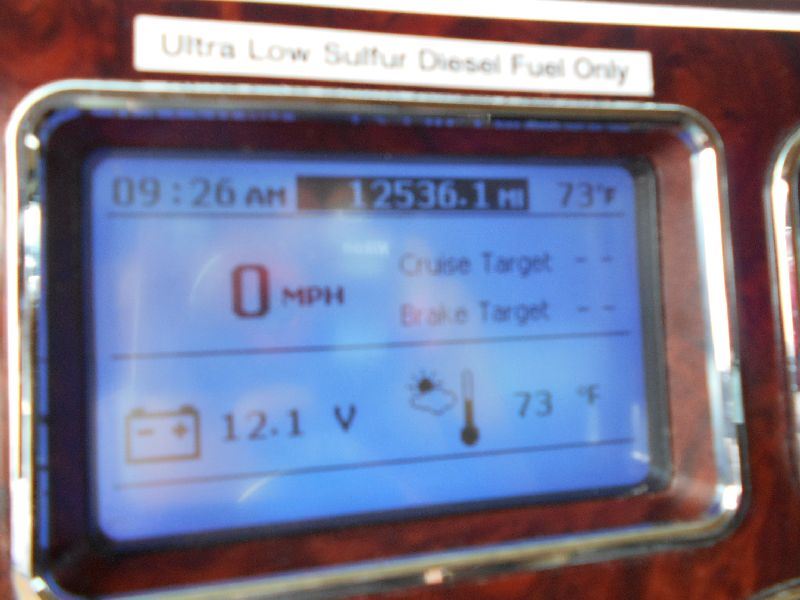 Ultra Low Sulfur Diesel Fuel Only
09:26 AM 12536.1 MI 73°F
Cruise Target - -
0 MPH
Brake Target - -
12.1 V 73 °F